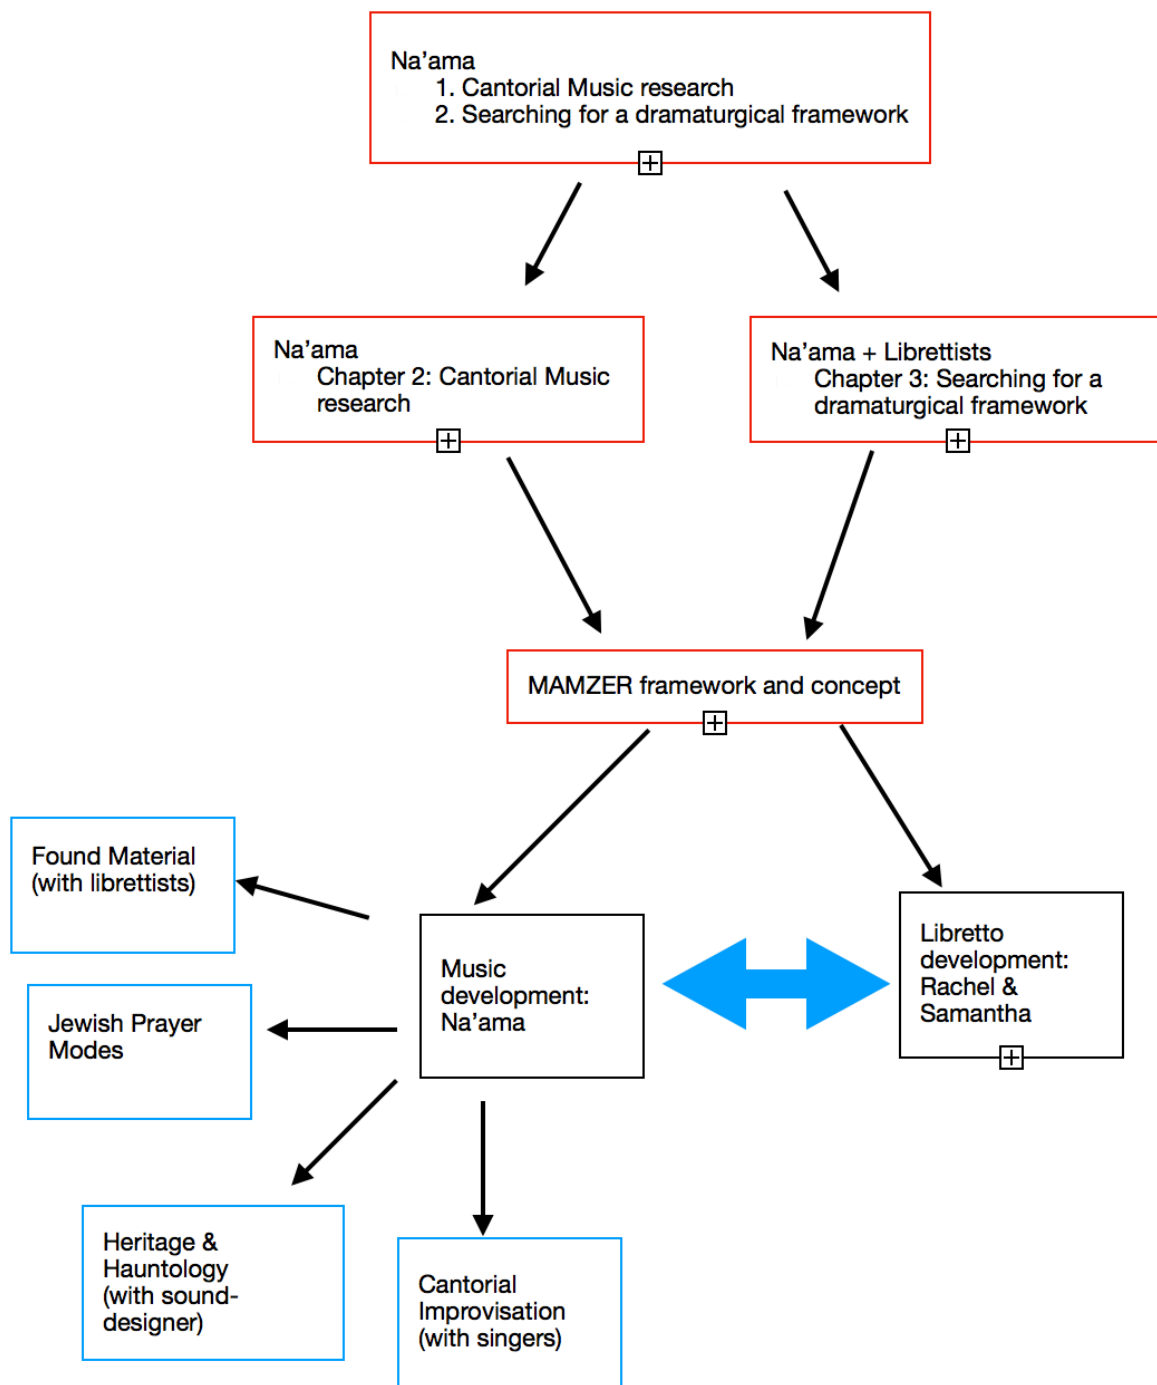 Na’ama
1. Cantorial Music research
2. Searching for a dramaturgical framework
Na’ama
Chapter 2: Cantorial Music
research
Na’ama + Librettists
Chapter 3: Searching for a
dramaturgical framework
MAMZER framework and concept
Found Material
(with librettists)
Music
development:
Na’ama
Libretto
development:
Rachel &
Samantha
Jewish Prayer
Modes
Heritage &
Hauntology
(with sound-
designer)
Cantorial
Improvisation
(with singers)